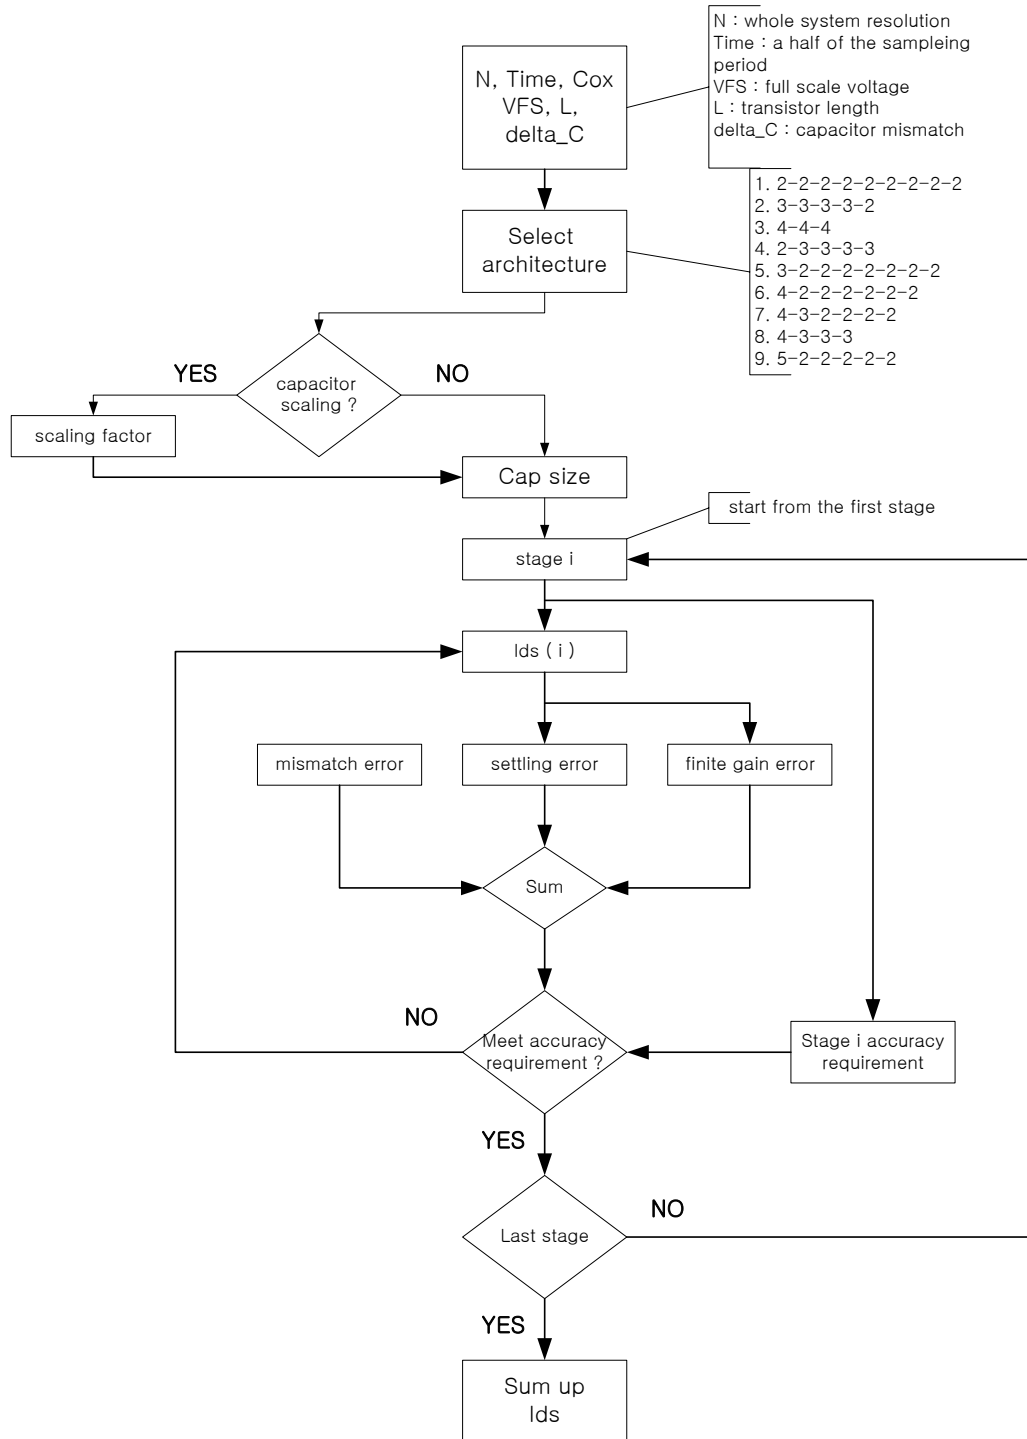 N : whole system resolution
Time : a half of the sampleing
period
VFS : full scale voltage
L : transistor length
delta_C : capacitor mismatch
N, Time, Cox
VFS, L,
delta_C
1. 2-2-2-2-2-2-2-2-2
2. 3-3-3-3-2
3. 4-4-4
4. 2-3-3-3-3
5. 3-2-2-2-2-2-2-2
6. 4-2-2-2-2-2-2
7. 4-3-2-2-2-2
8. 4-3-3-3
9. 5-2-2-2-2-2
Select
architecture
YES
NO
capacitor
scaling ?
scaling factor
Cap size
start from the first stage
stage i
Ids ( i )
mismatch error
settling error
finite gain error
Sum
NO
Meet accuracy
requirement ?
Stage i accuracy
requirement
YES
NO
Last stage
YES
Sum up
Ids